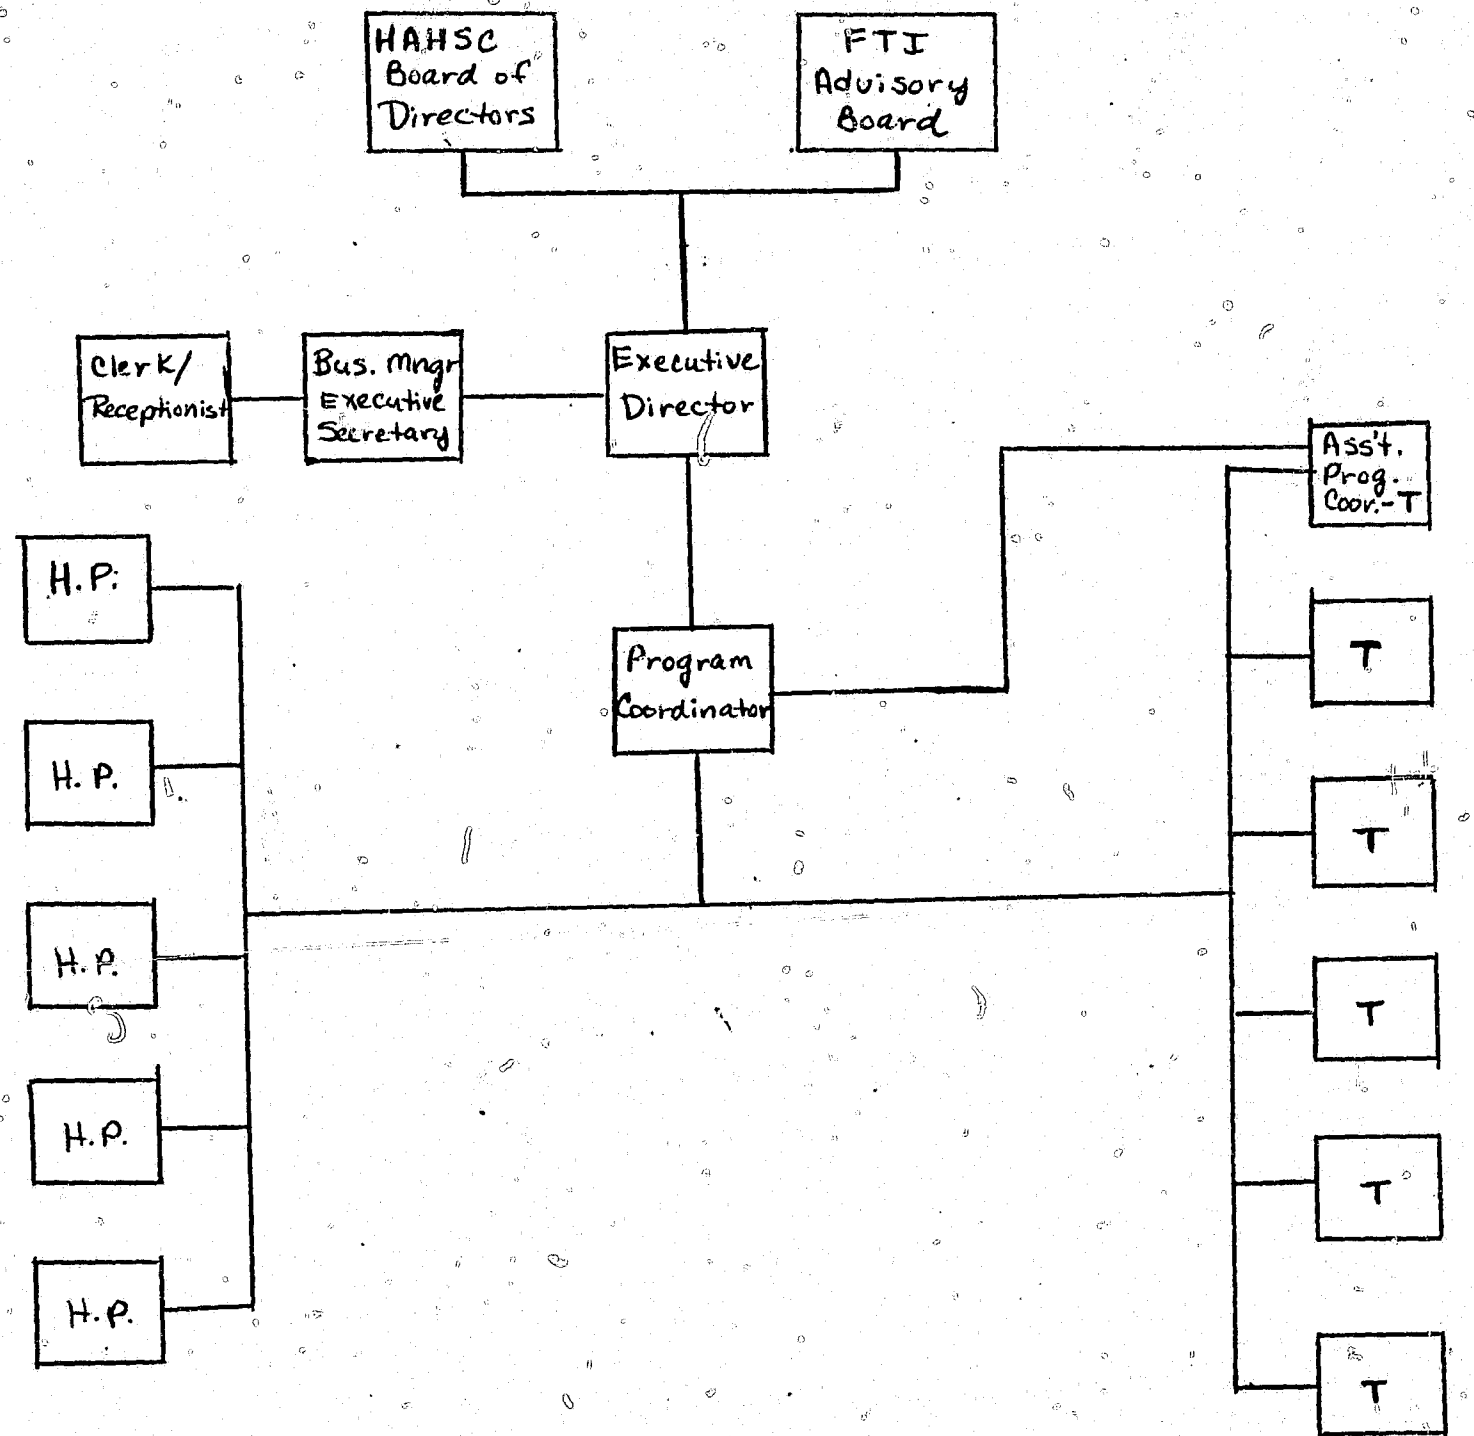 HAHSC
Board of
Directors
FTI
Advisory
Board
Clerk/
Receptionist
Bus. Mngr
Executive
Secretary
Executive
Director
Ass't.
Prog.
Coor.-T
H.P.
T
Program
Coordinator
H.P.
T
H.P.
T
H.P.
T
H.P.
T